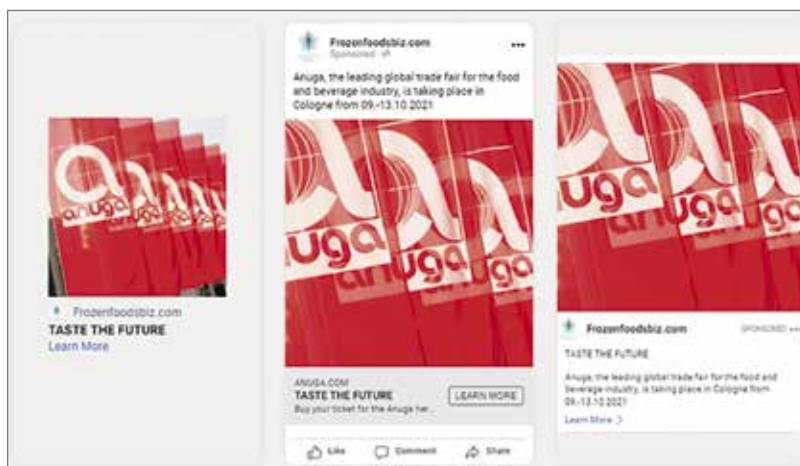 anuga
anuga
Frozenfoodsbiz.com
TASTE THE FUTURE
Learn More
Frozenfoodsbiz.com
Sponsored
Anuga, the leading global trade fair for the food
and beverage industry, is taking place in
Cologne from 09.-13.10.2021
anuga
anuga
ANUGA.COM
TASTE THE FUTURE
Buy your ticket for the Anuga her...
LEARN MORE
Like
Comment
Share
Frozenfoodsbiz.com
SPONSORED
TASTE THE FUTURE
Anuga, the leading global trade fair for the food and
beverage industry, is taking place in Cologne from
09.-13.10.2021
Learn More >